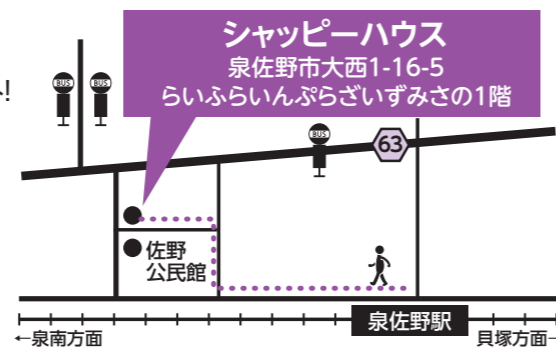 シャッピーハウス
泉佐野市大西1-16-5
らいふらいんぷらざいずみさの1階
!
BUS
BUS
BUS
63
佐野
公民館
泉佐野駅
←泉南方面
貝塚方面→